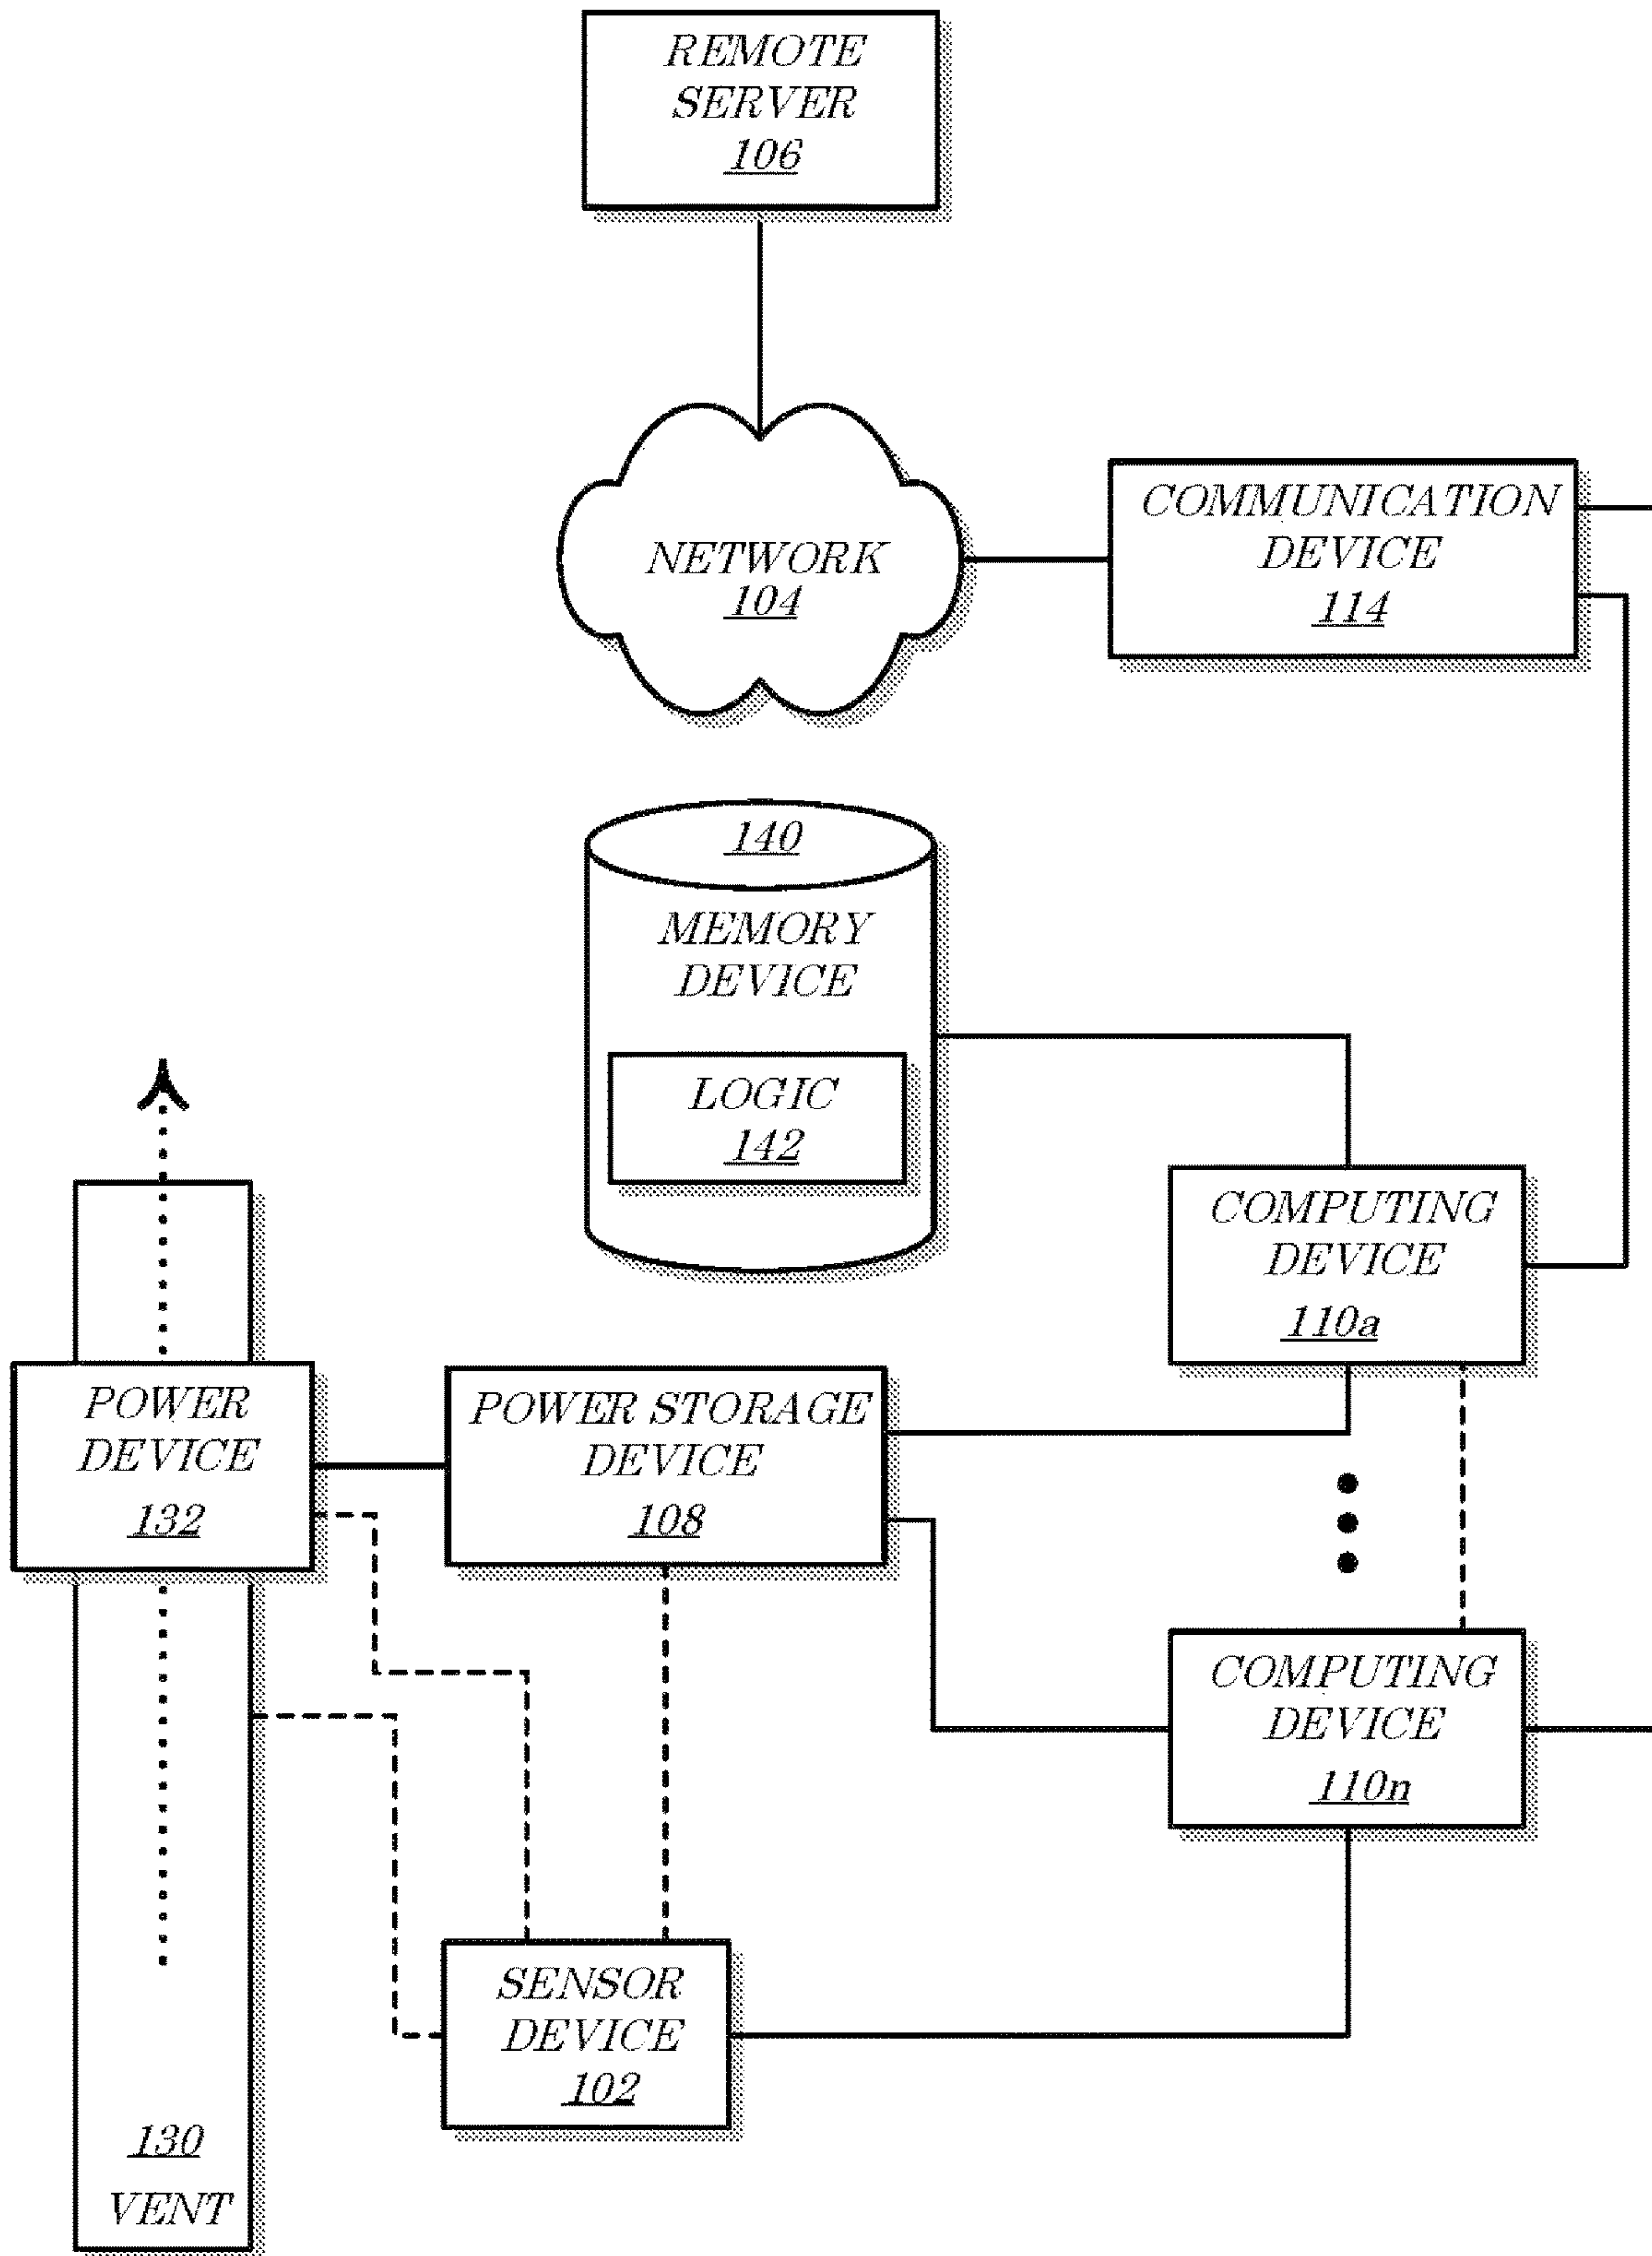 REMOTE
SERVER
106
NETWORK
104
COMMUNICATION
DEVICE
114
140
MEMORY
DEVICE
LOGIC
142
COMPUTING
DEVICE
110a
POWER
DEVICE
132
POWER STORAGE
DEVICE
108
COMPUTING
DEVICE
110n
SENSOR
DEVICE
102
130
VENT